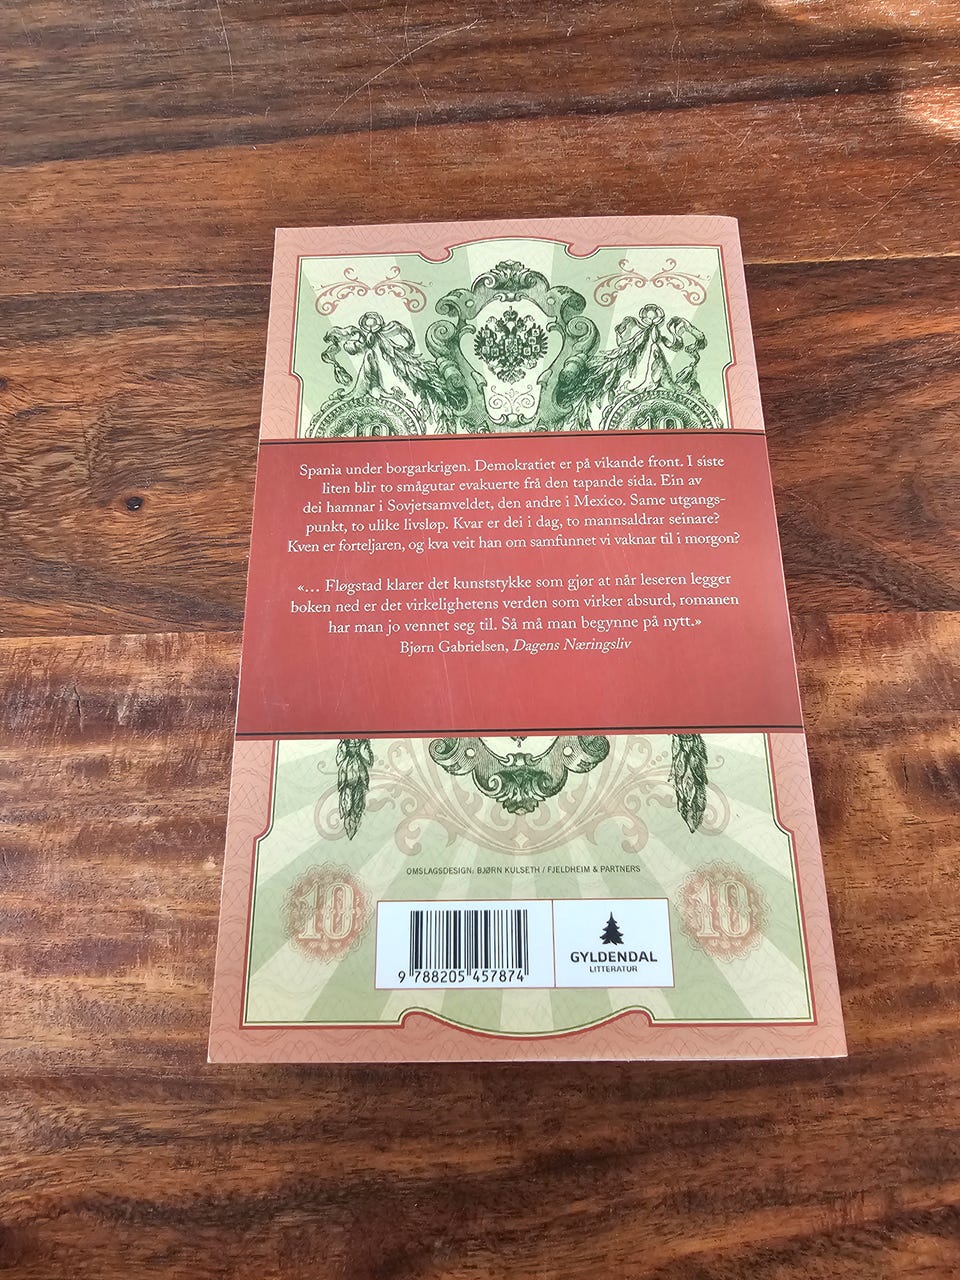 10 10
Spania under borgarkrigen. Demokratiet er på vikande front. I siste
liten blir to smågutar evakuerte frå den tapande sida. Ein av
dei hamnar i Sovjetsamveldet, den andre i Mexico. Same utgangs-
punkt, to ulike livsløp. Kvar er dei i dag, to mannsaldrar seinare?
Kven er forteljaren, og kva veit han om samfunnet vi vaknar til i morgon?
«… Fløgstad klarer det kunststykke som gjør at når leseren legger
boken ned er det virkelighetens verden som virker absurd, romanen
har man jo vennet seg til. Så må man begynne på nytt.»
Bjørn Gabrielsen, Dagens Næringsliv
OMSLAGSDESIGN: BJØRN KULSETH / FJELDHEIM & PARTNERS
10 10
9 788205 457874
GYLDENDAL
LITTERATUR